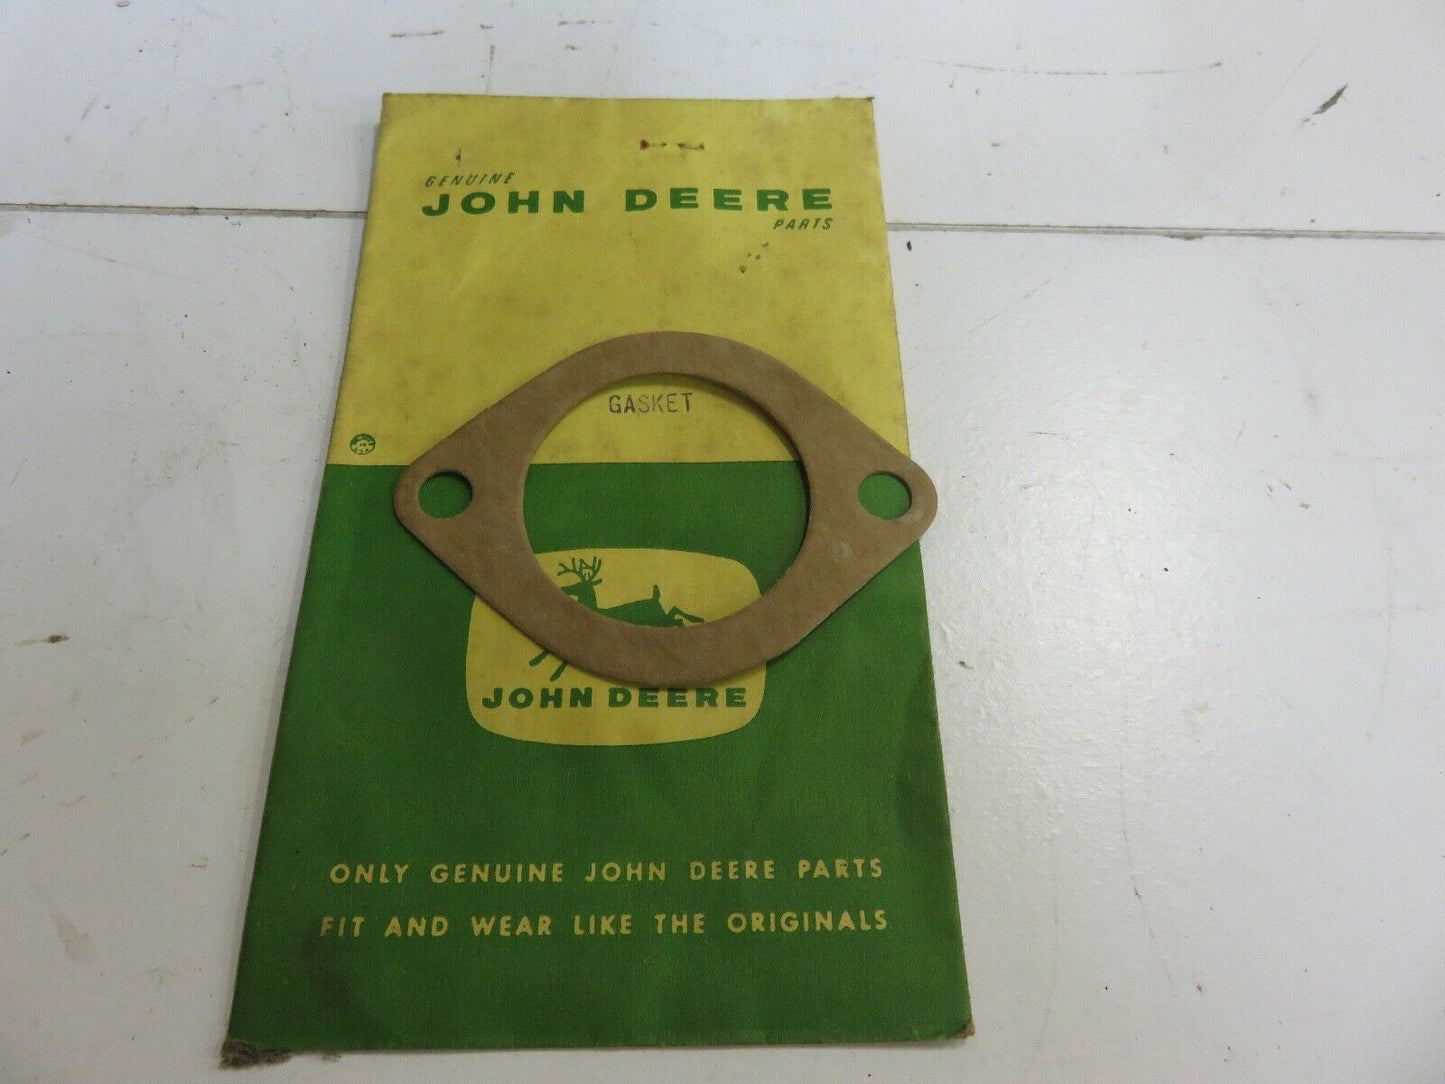 GENUINE
JOHN DEERE
PARTS
GASKET
JOHN DEERE
ONLY GENUINE JOHN DEERE PARTS
FIT AND WEAR LIKE THE ORIGINALS